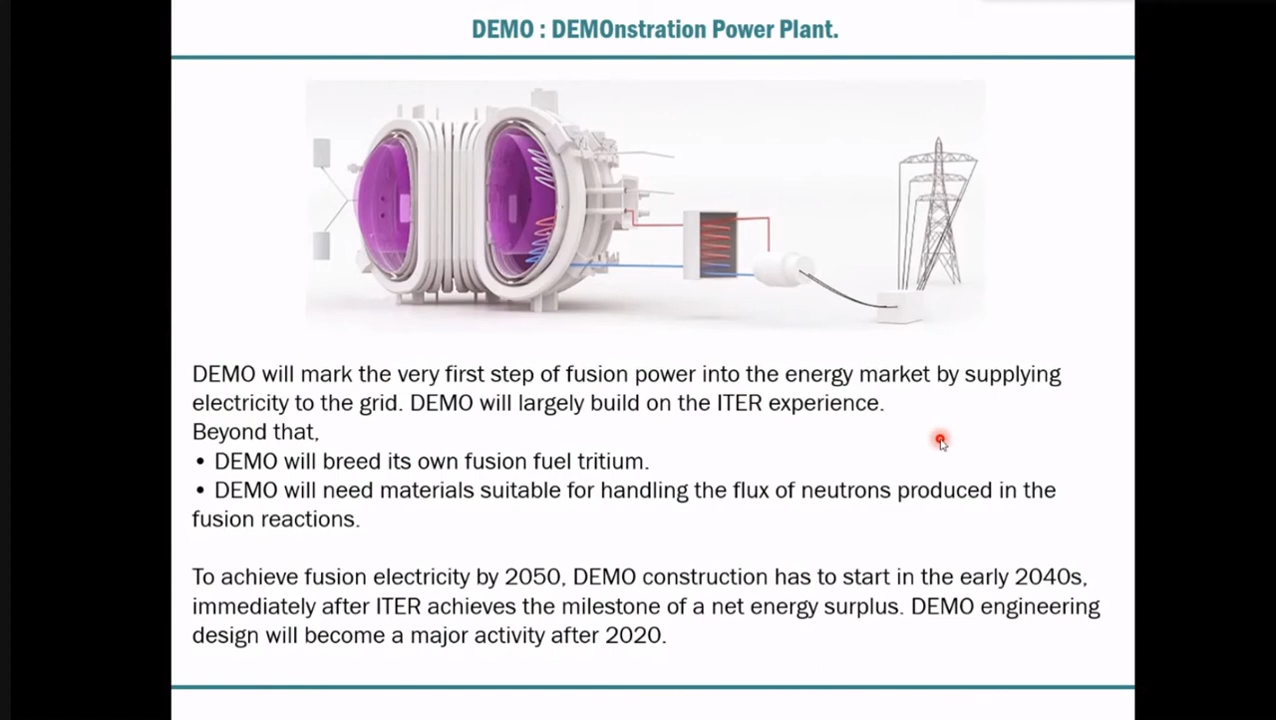 DEMO : DEMOnstration Power Plant.
DEMO will mark the very first step of fusion power into the energy market by supplying
electricity to the grid. DEMO will largely build on the ITER experience.
Beyond that,
• DEMO will breed its own fusion fuel tritium.
• DEMO will need materials suitable for handling the flux of neutrons produced in the
fusion reactions.
To achieve fusion electricity by 2050, DEMO construction has to start in the early 2040s,
immediately after ITER achieves the milestone of a net energy surplus. DEMO engineering
design will become a major activity after 2020.